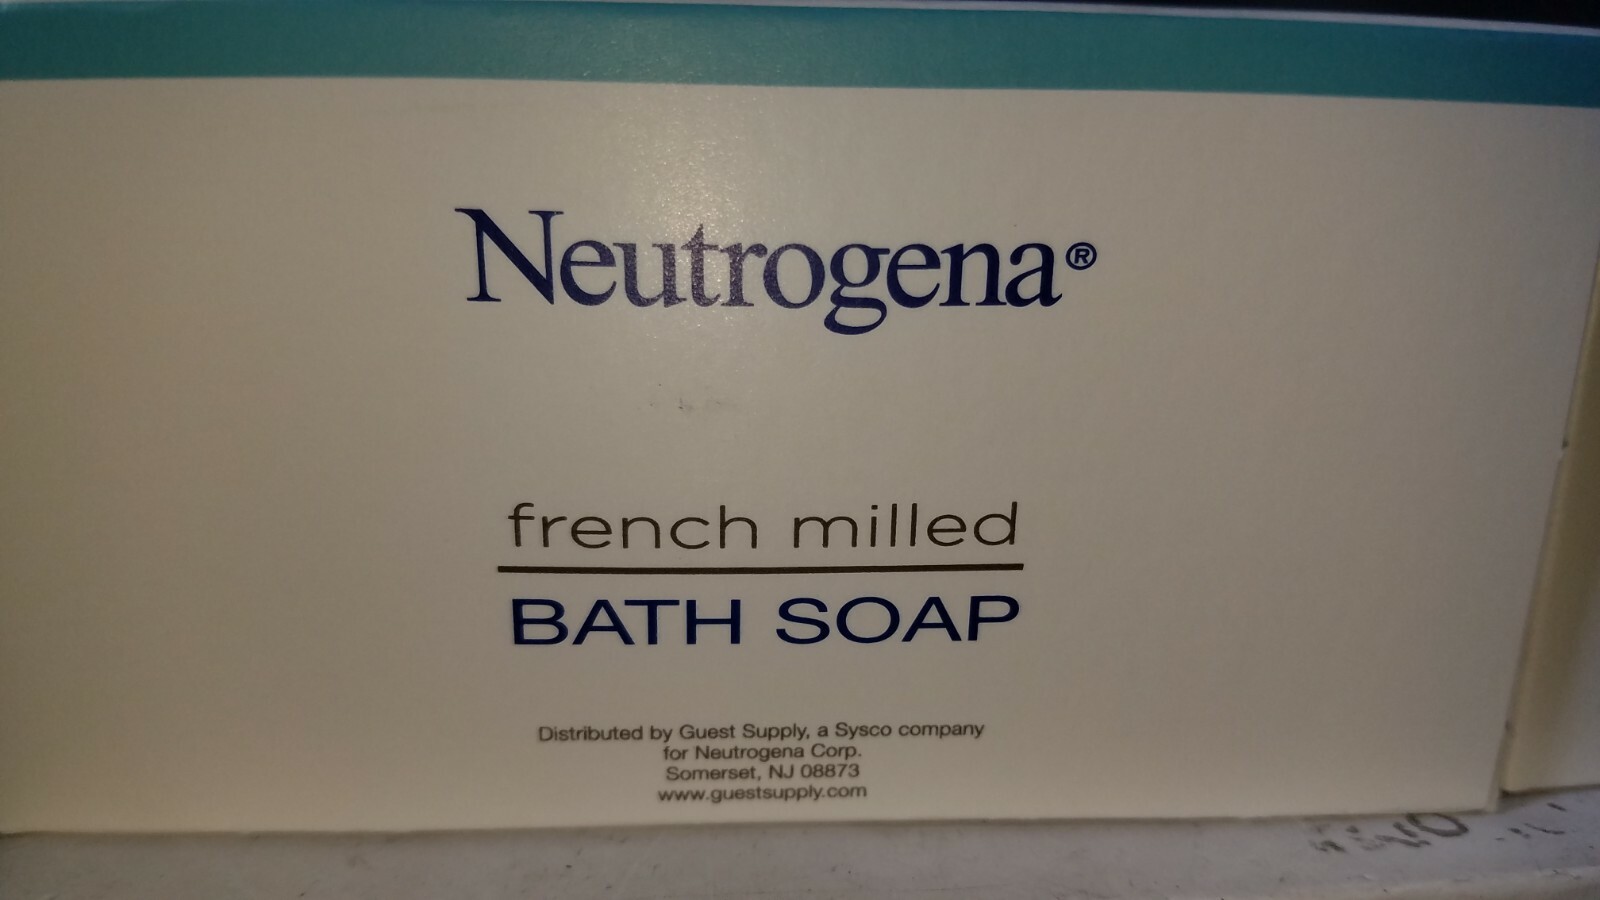 Neutrogena®
french milled
BATH SOAP
Distributed by Guest Supply, a Sysco company
for Neutrogena Corp.
Somerset, NJ 08873
www.guestsupply.com